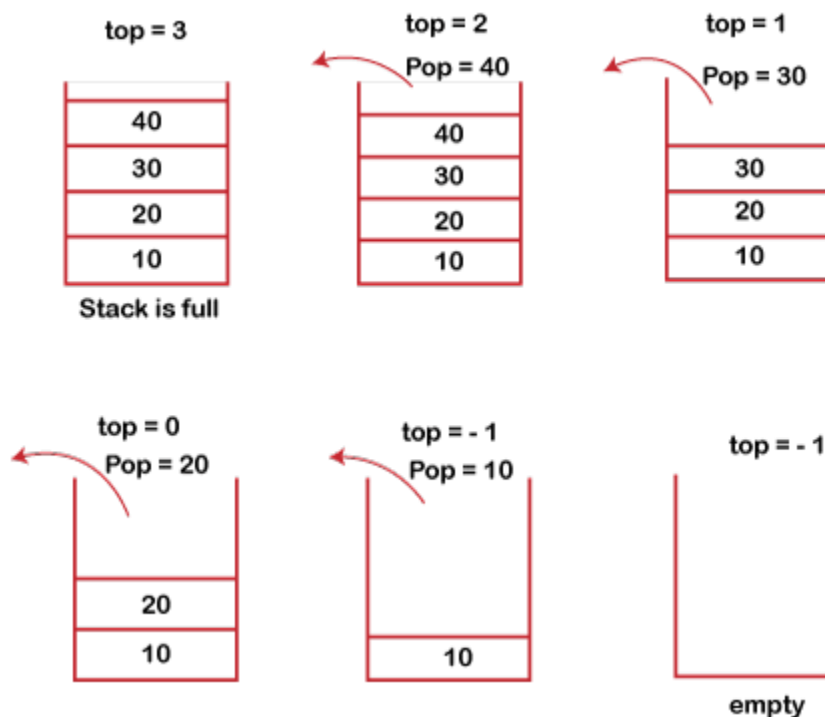 top = 3
40
30
20
10
Stack is full
top = 2
Pop = 40
40
30
20
10
top = 1
Pop = 30
30
20
10
top = 0
Pop = 20
20
10
top = - 1
Pop = 10
10
top = - 1
empty